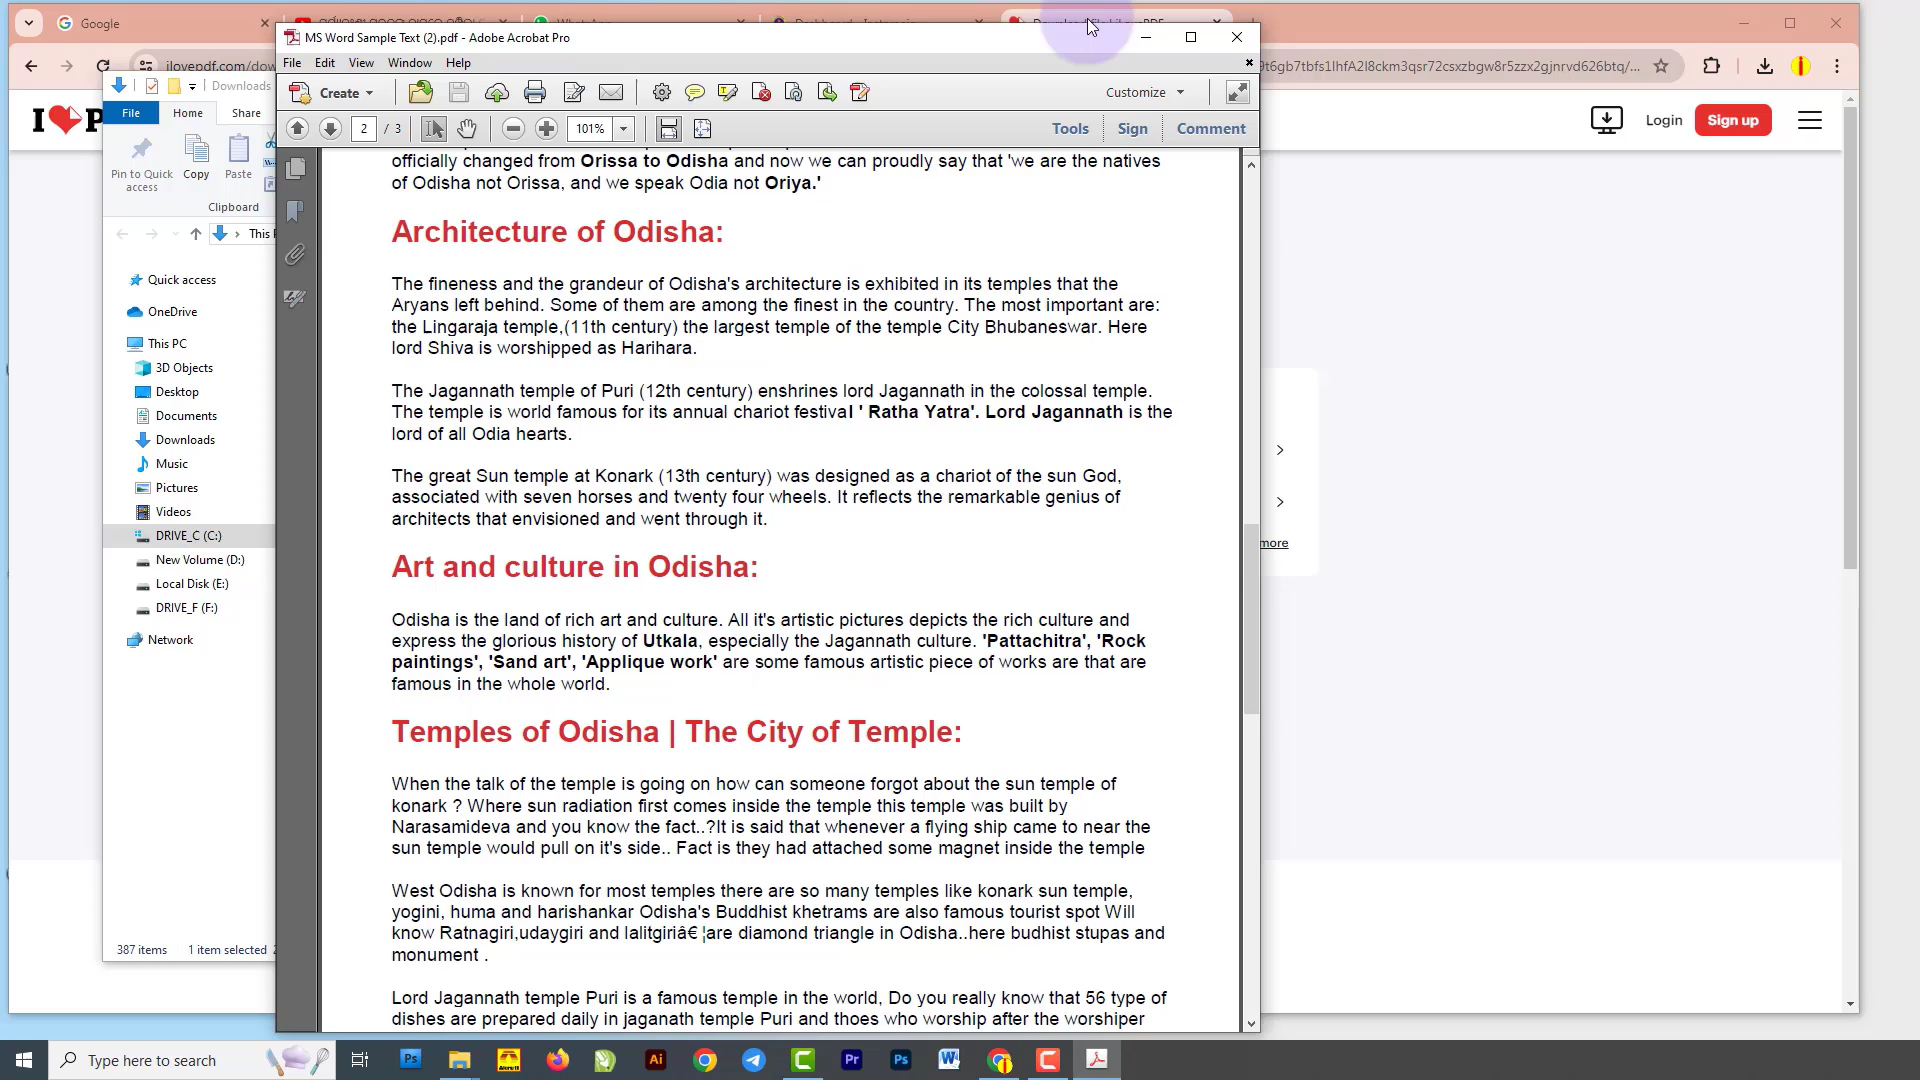 Google
MS Word Sample Text (2).pdf - Adobe Acrobat Pro
File Edit View Window Help
Create
Customize
2 / 3
101%
Tools Sign Comment
ilovepdf.com/dow
9t6gb7tbfs1lhfA2l8ckm3qsr72csxzbgw8r5zzx2gjnrvd626btq/...
Login
Sign up
Downloads
File Home Share
Pin to Quick access
Copy
Paste
Clipboard
This P
Quick access
OneDrive
This PC
3D Objects
Desktop
Documents
Downloads
Music
Pictures
Videos
DRIVE_C (C:)
New Volume (D:)
Local Disk (E:)
DRIVE_F (F:)
Network
387 items 1 item selected
officially changed from Orissa to Odisha and now we can proudly say that 'we are the natives
of Odisha not Orissa, and we speak Odia not Oriya.'
Architecture of Odisha:
The fineness and the grandeur of Odisha's architecture is exhibited in its temples that the
Aryans left behind. Some of them are among the finest in the country. The most important are:
the Lingaraja temple,(11th century) the largest temple of the temple City Bhubaneswar. Here
lord Shiva is worshipped as Harihara.
The Jagannath temple of Puri (12th century) enshrines lord Jagannath in the colossal temple.
The temple is world famous for its annual chariot festival ' Ratha Yatra'. Lord Jagannath is the
lord of all Odia hearts.
The great Sun temple at Konark (13th century) was designed as a chariot of the sun God,
associated with seven horses and twenty four wheels. It reflects the remarkable genius of
architects that envisioned and went through it.
Art and culture in Odisha:
Odisha is the land of rich art and culture. All it's artistic pictures depicts the rich culture and
express the glorious history of Utkala, especially the Jagannath culture. 'Pattachitra', 'Rock
paintings', 'Sand art', 'Applique work' are some famous artistic piece of works are that are
famous in the whole world.
Temples of Odisha | The City of Temple:
When the talk of the temple is going on how can someone forgot about the sun temple of
konark ? Where sun radiation first comes inside the temple this temple was built by
Narasamideva and you know the fact..?It is said that whenever a flying ship came to near the
sun temple would pull on it's side.. Fact is they had attached some magnet inside the temple
West Odisha is known for most temples there are so many temples like konark sun temple,
yogini, huma and harishankar Odisha's Buddhist khetrams are also famous tourist spot Will
know Ratnagiri,udaygiri and lalitgiriâ€ ¦are diamond triangle in Odisha..here budhist stupas and
monument .
Lord Jagannath temple Puri is a famous temple in the world, Do you really know that 56 type of
dishes are prepared daily in jaganath temple Puri and thoes who worship after the worshiper
more
Type here to search